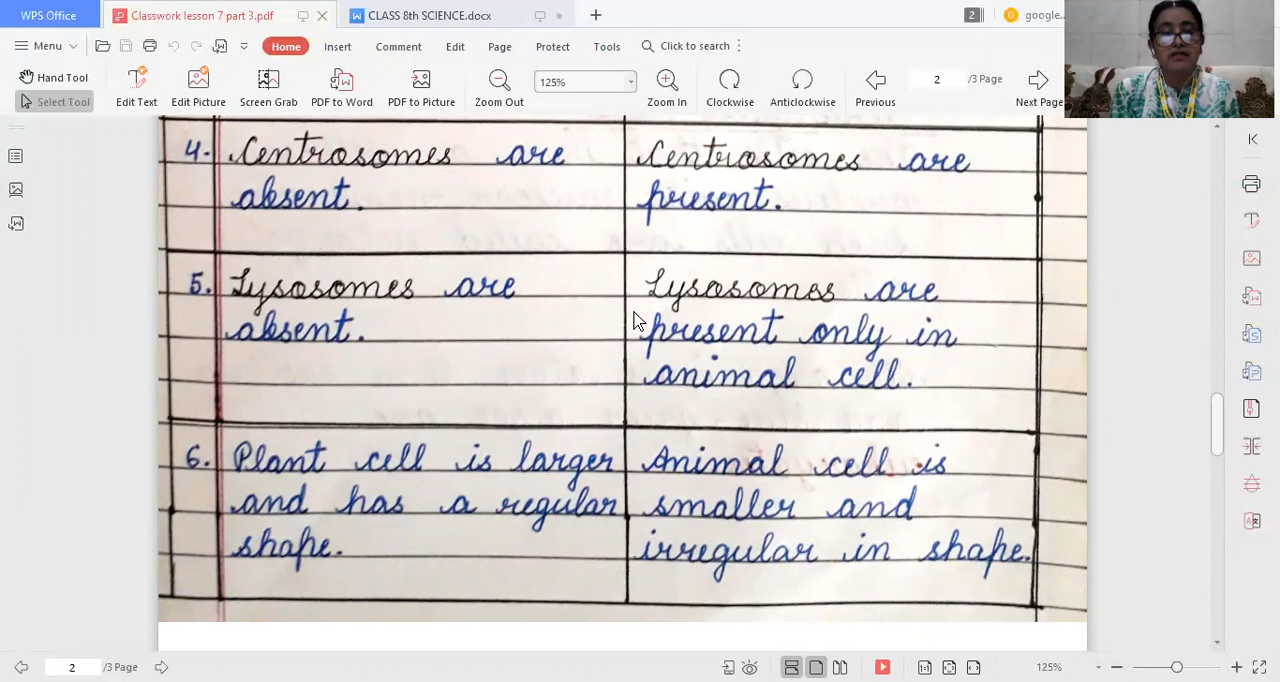 WPS Office
Classwork lesson 7 part 3.pdf
CLASS 8th SCIENCE.docx
2
google..
Menu
Home
Insert
Comment
Edit
Page
Protect
Tools
Click to search
Hand Tool
Select Tool
Edit Text
Edit Picture
Screen Grab
PDF to Word
PDF to Picture
Zoom Out
125%
Zoom In
Clockwise
Anticlockwise
Previous
2
/3 Page
Next Page
4. Centrosomes are
absent.
Centrosomes are
present.
5. Lysosomes are
absent.
Lysosomes are
present only in
animal cell.
6. Plant cell is larger
and has a regular
shape.
Animal cell is
smaller and
irregular in shape.
2
/3 Page
125%